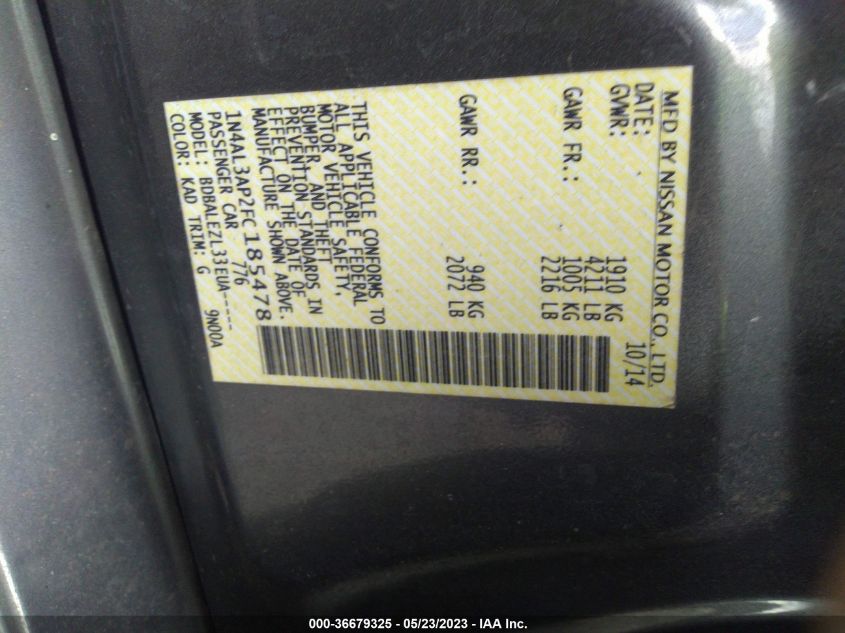 MFD BY NISSAN MOTOR CO., LTD.
DATE: 10/14
GVWR: 1910 KG
4211 LB
GAWR FR.: 1005 KG
2216 LB
GAWR RR.: 940 KG
2072 LB
THIS VEHICLE CONFORMS TO
ALL APPLICABLE FEDERAL
MOTOR VEHICLE SAFETY,
BUMPER, AND THEFT
PREVENTION STANDARDS IN
EFFECT ON THE DATE OF
MANUFACTURE SHOWN ABOVE.
1N4AL3AP2FC185478
PASSENGER CAR 776
MODEL: BDBALEZL33EUA-----
COLOR: KAD TRIM: G 9N00A
000-36679325 - 05/23/2023 - IAA Inc.